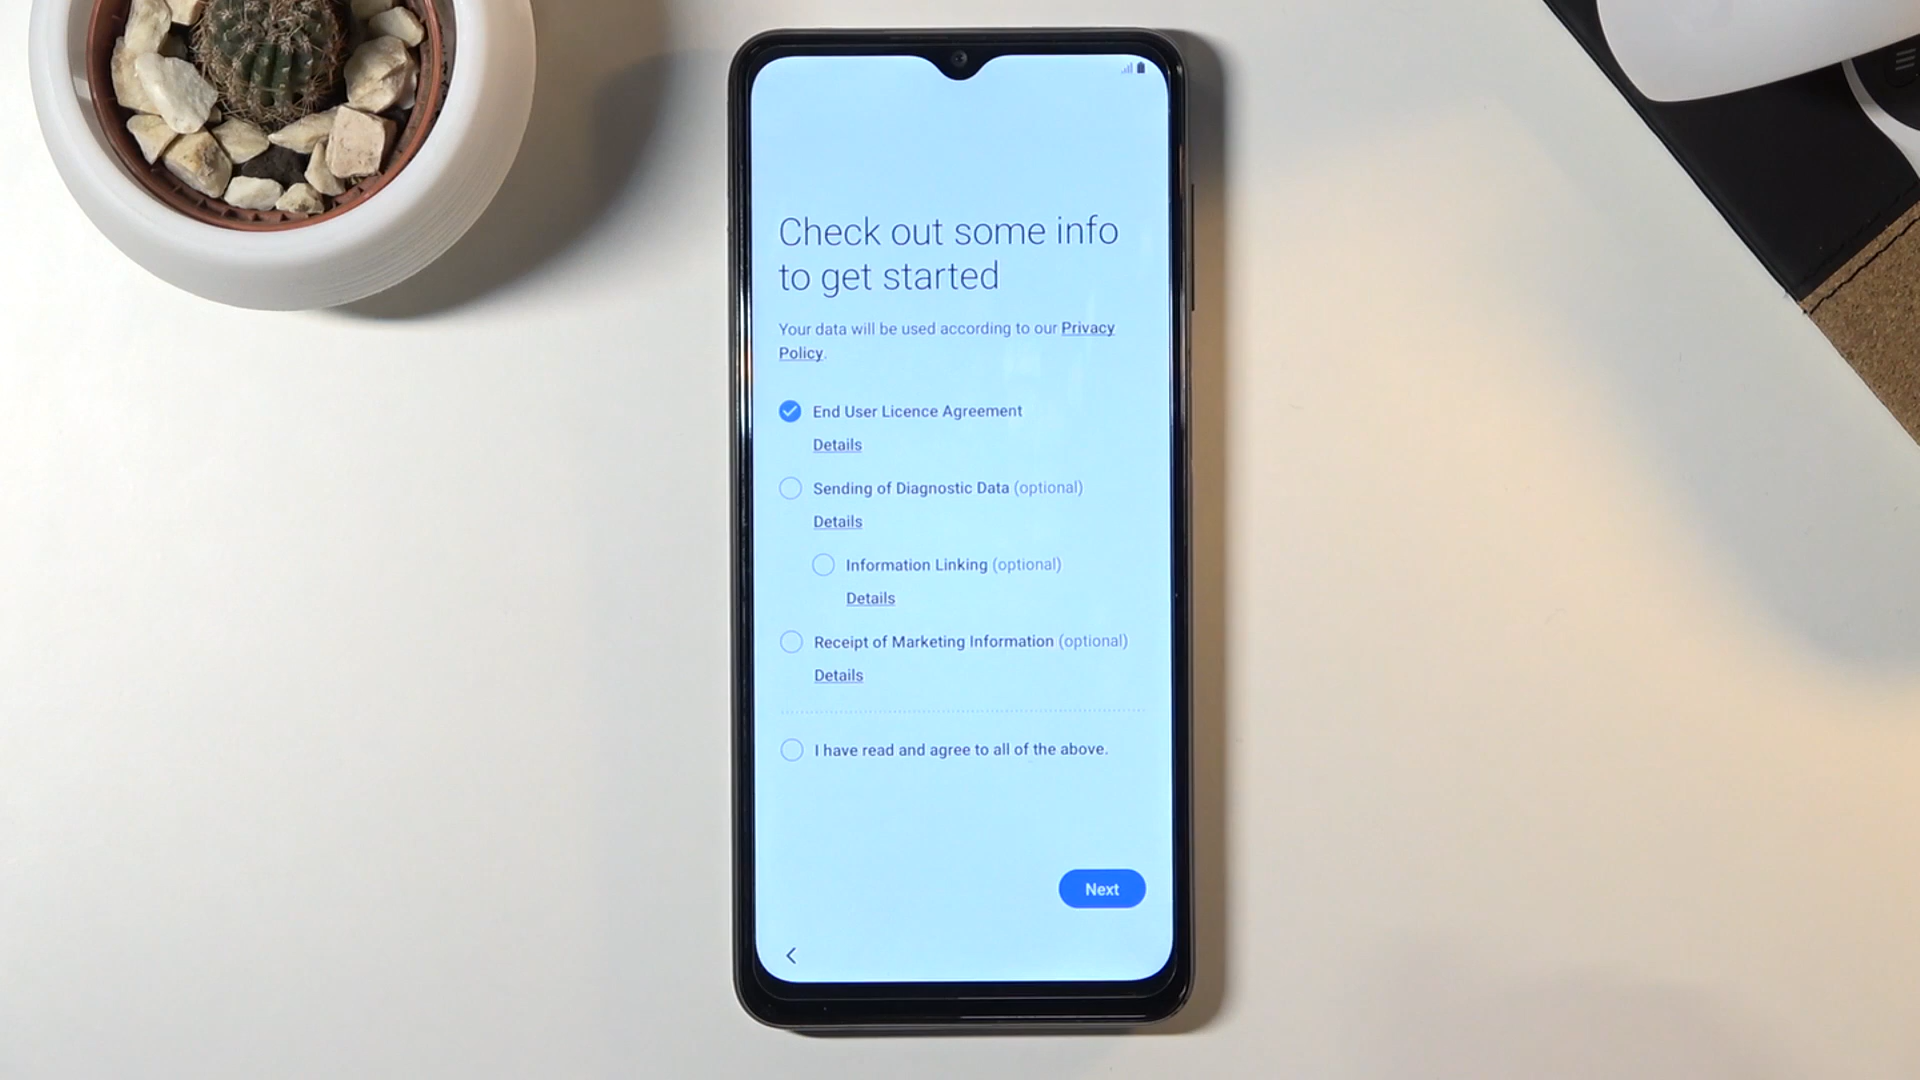 Check out some info
to get started
Your data will be used according to our Privacy
Policy.
End User Licence Agreement
Details
Sending of Diagnostic Data (optional)
Details
Information Linking (optional)
Details
Receipt of Marketing Information (optional)
Details
I have read and agree to all of the above.
Next